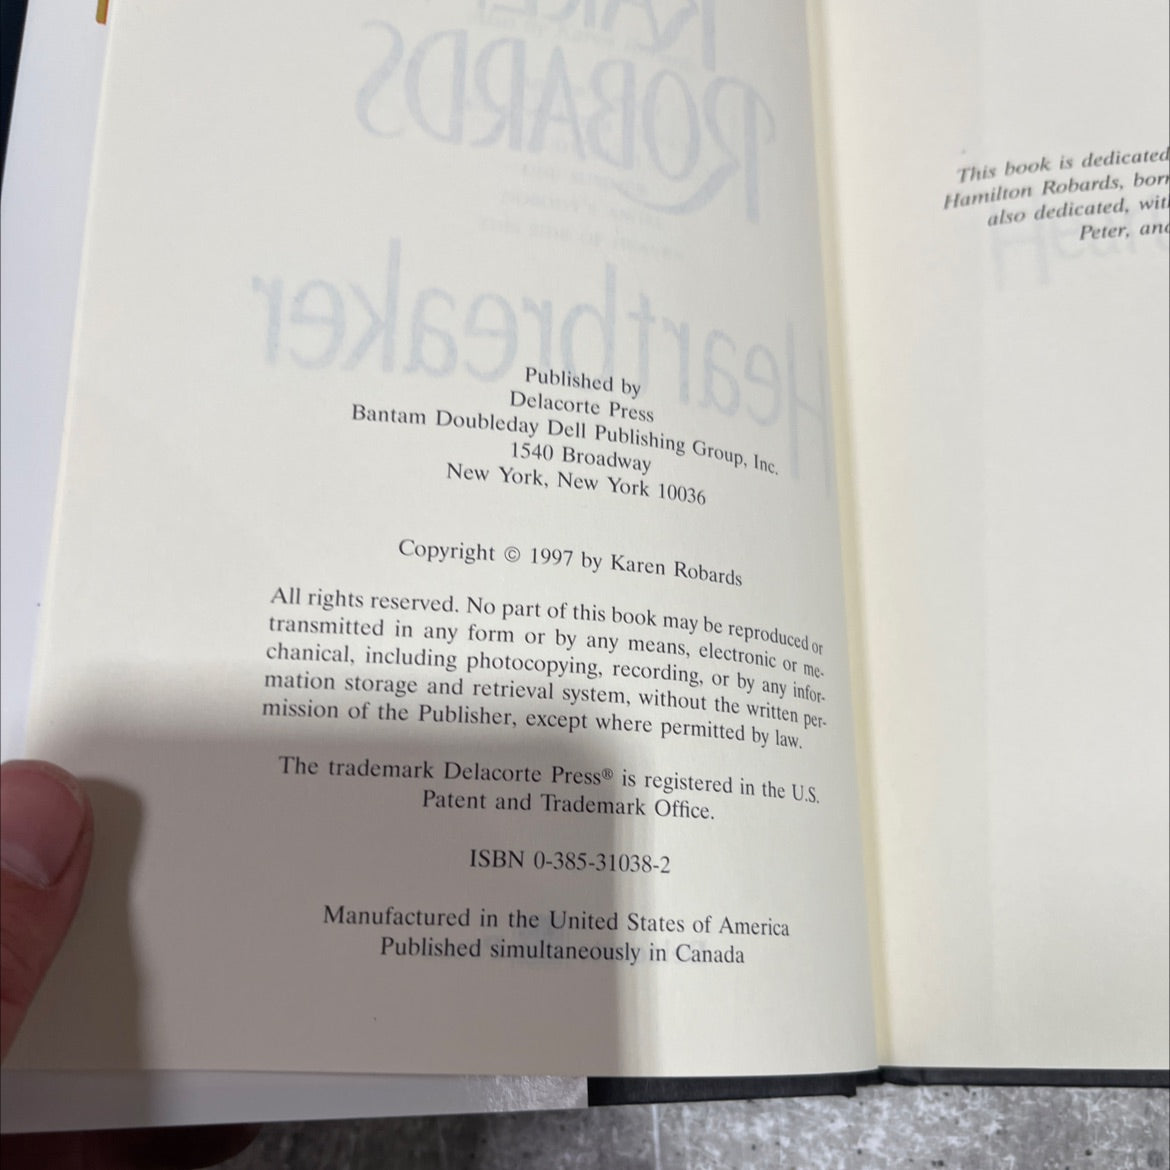 Published by
Delacorte Press
Bantam Doubleday Dell Publishing Group, Inc.
1540 Broadway
New York, New York 10036
Copyright © 1997 by Karen Robards
All rights reserved. No part of this book may be reproduced or
transmitted in any form or by any means, electronic or me-
chanical, including photocopying, recording, or by any infor-
mation storage and retrieval system, without the written per-
mission of the Publisher, except where permitted by law.
The trademark Delacorte Press® is registered in the U.S.
Patent and Trademark Office.
ISBN 0-385-31038-2
Manufactured in the United States of America
Published simultaneously in Canada
This book is dedicated
Hamilton Robards, born
also dedicated, with
Peter, and
ROBARDS
Heartbreaker